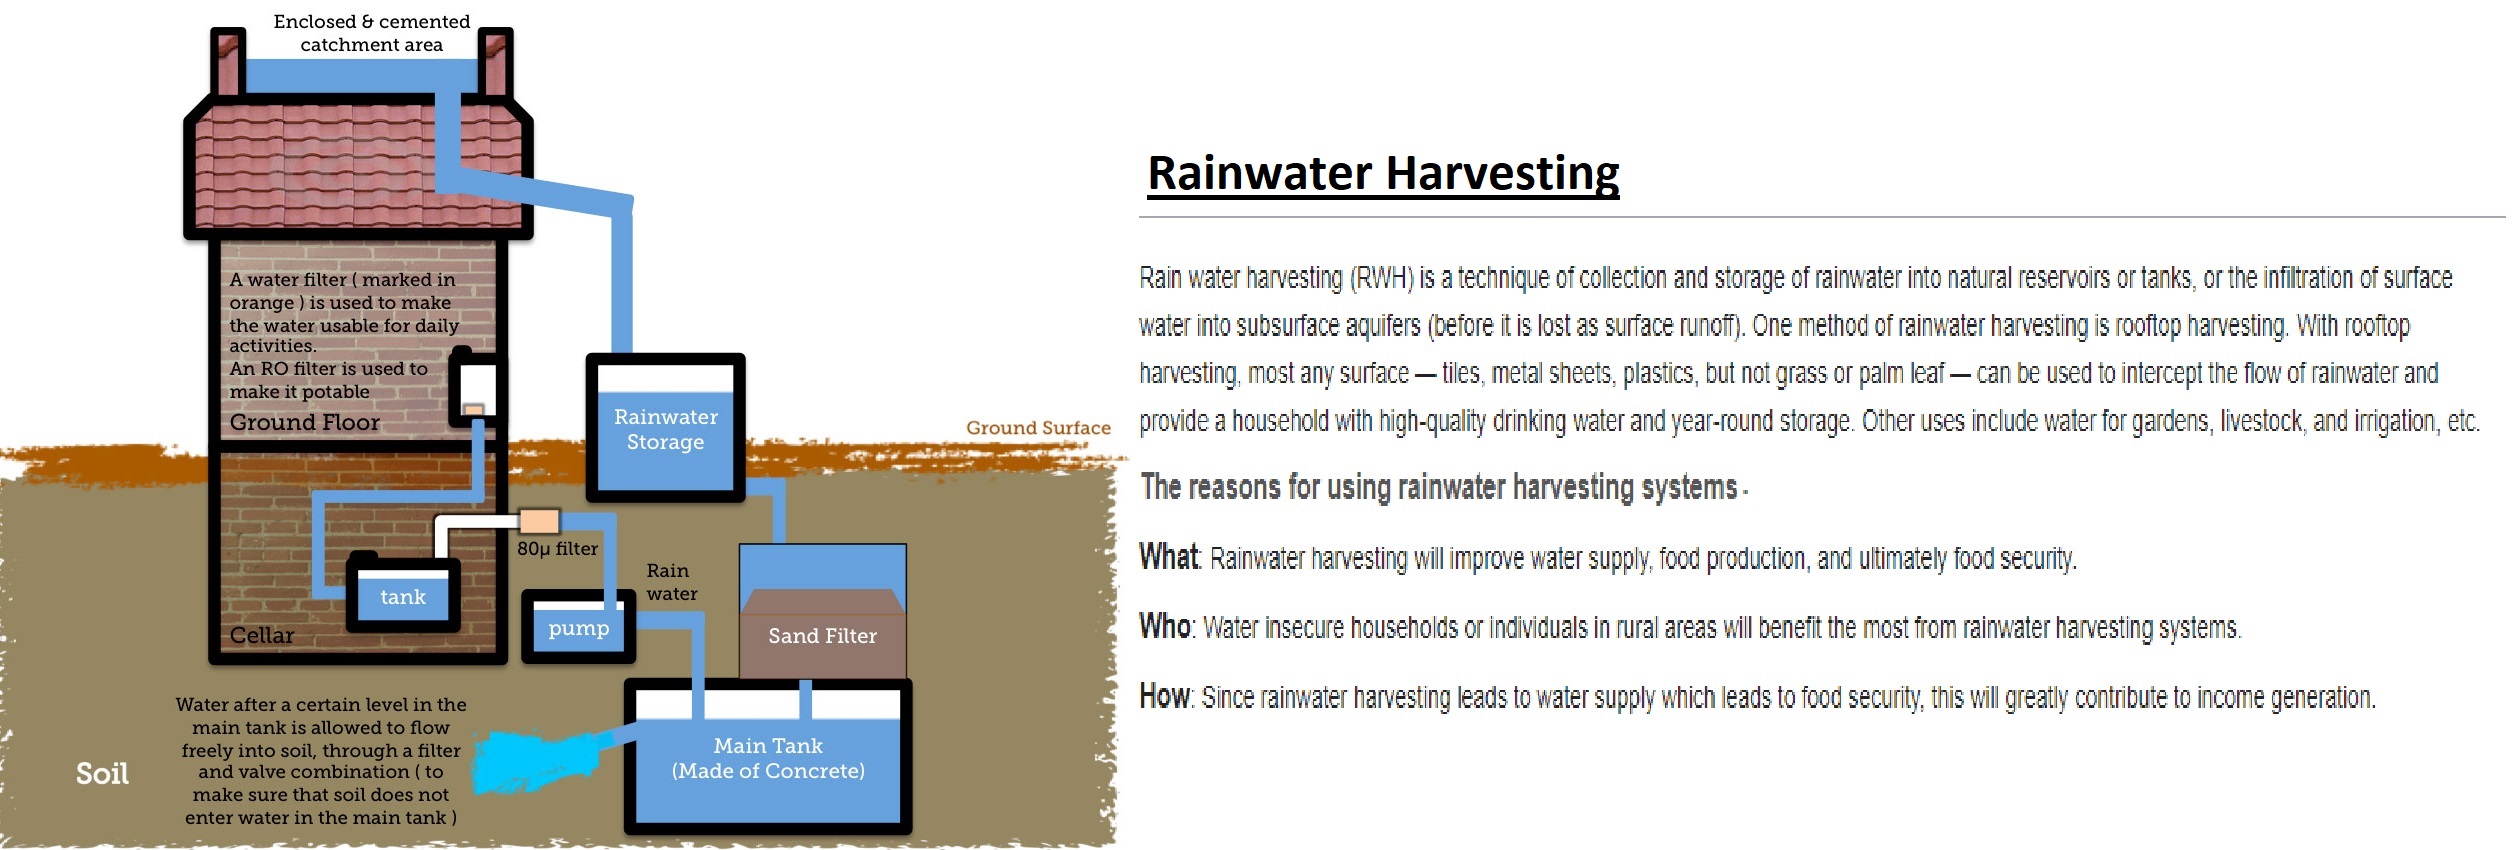 Enclosed & cemented
catchment area
A water filter ( marked in
orange ) is used to make
the water usable for daily
activities.
An RO filter is used to
make it potable
Ground Floor
Rainwater
Storage
Ground Surface
80µ filter
Rain
water
tank
pump
Sand Filter
Cellar
Water after a certain level in the
main tank is allowed to flow
freely into soil, through a filter
and valve combination ( to
make sure that soil does not
enter water in the main tank )
Soil
Main Tank
(Made of Concrete)
Rainwater Harvesting
Rain water harvesting (RWH) is a technique of collection and storage of rainwater into natural reservoirs or tanks, or the infiltration of surface
water into subsurface aquifers (before it is lost as surface runoff). One method of rainwater harvesting is rooftop harvesting. With rooftop
harvesting, most any surface — tiles, metal sheets, plastics, but not grass or palm leaf — can be used to intercept the flow of rainwater and
provide a household with high-quality drinking water and year-round storage. Other uses include water for gardens, livestock, and irrigation, etc.
The reasons for using rainwater harvesting systems -
What: Rainwater harvesting will improve water supply, food production, and ultimately food security.
Who: Water insecure households or individuals in rural areas will benefit the most from rainwater harvesting systems.
How: Since rainwater harvesting leads to water supply which leads to food security, this will greatly contribute to income generation.